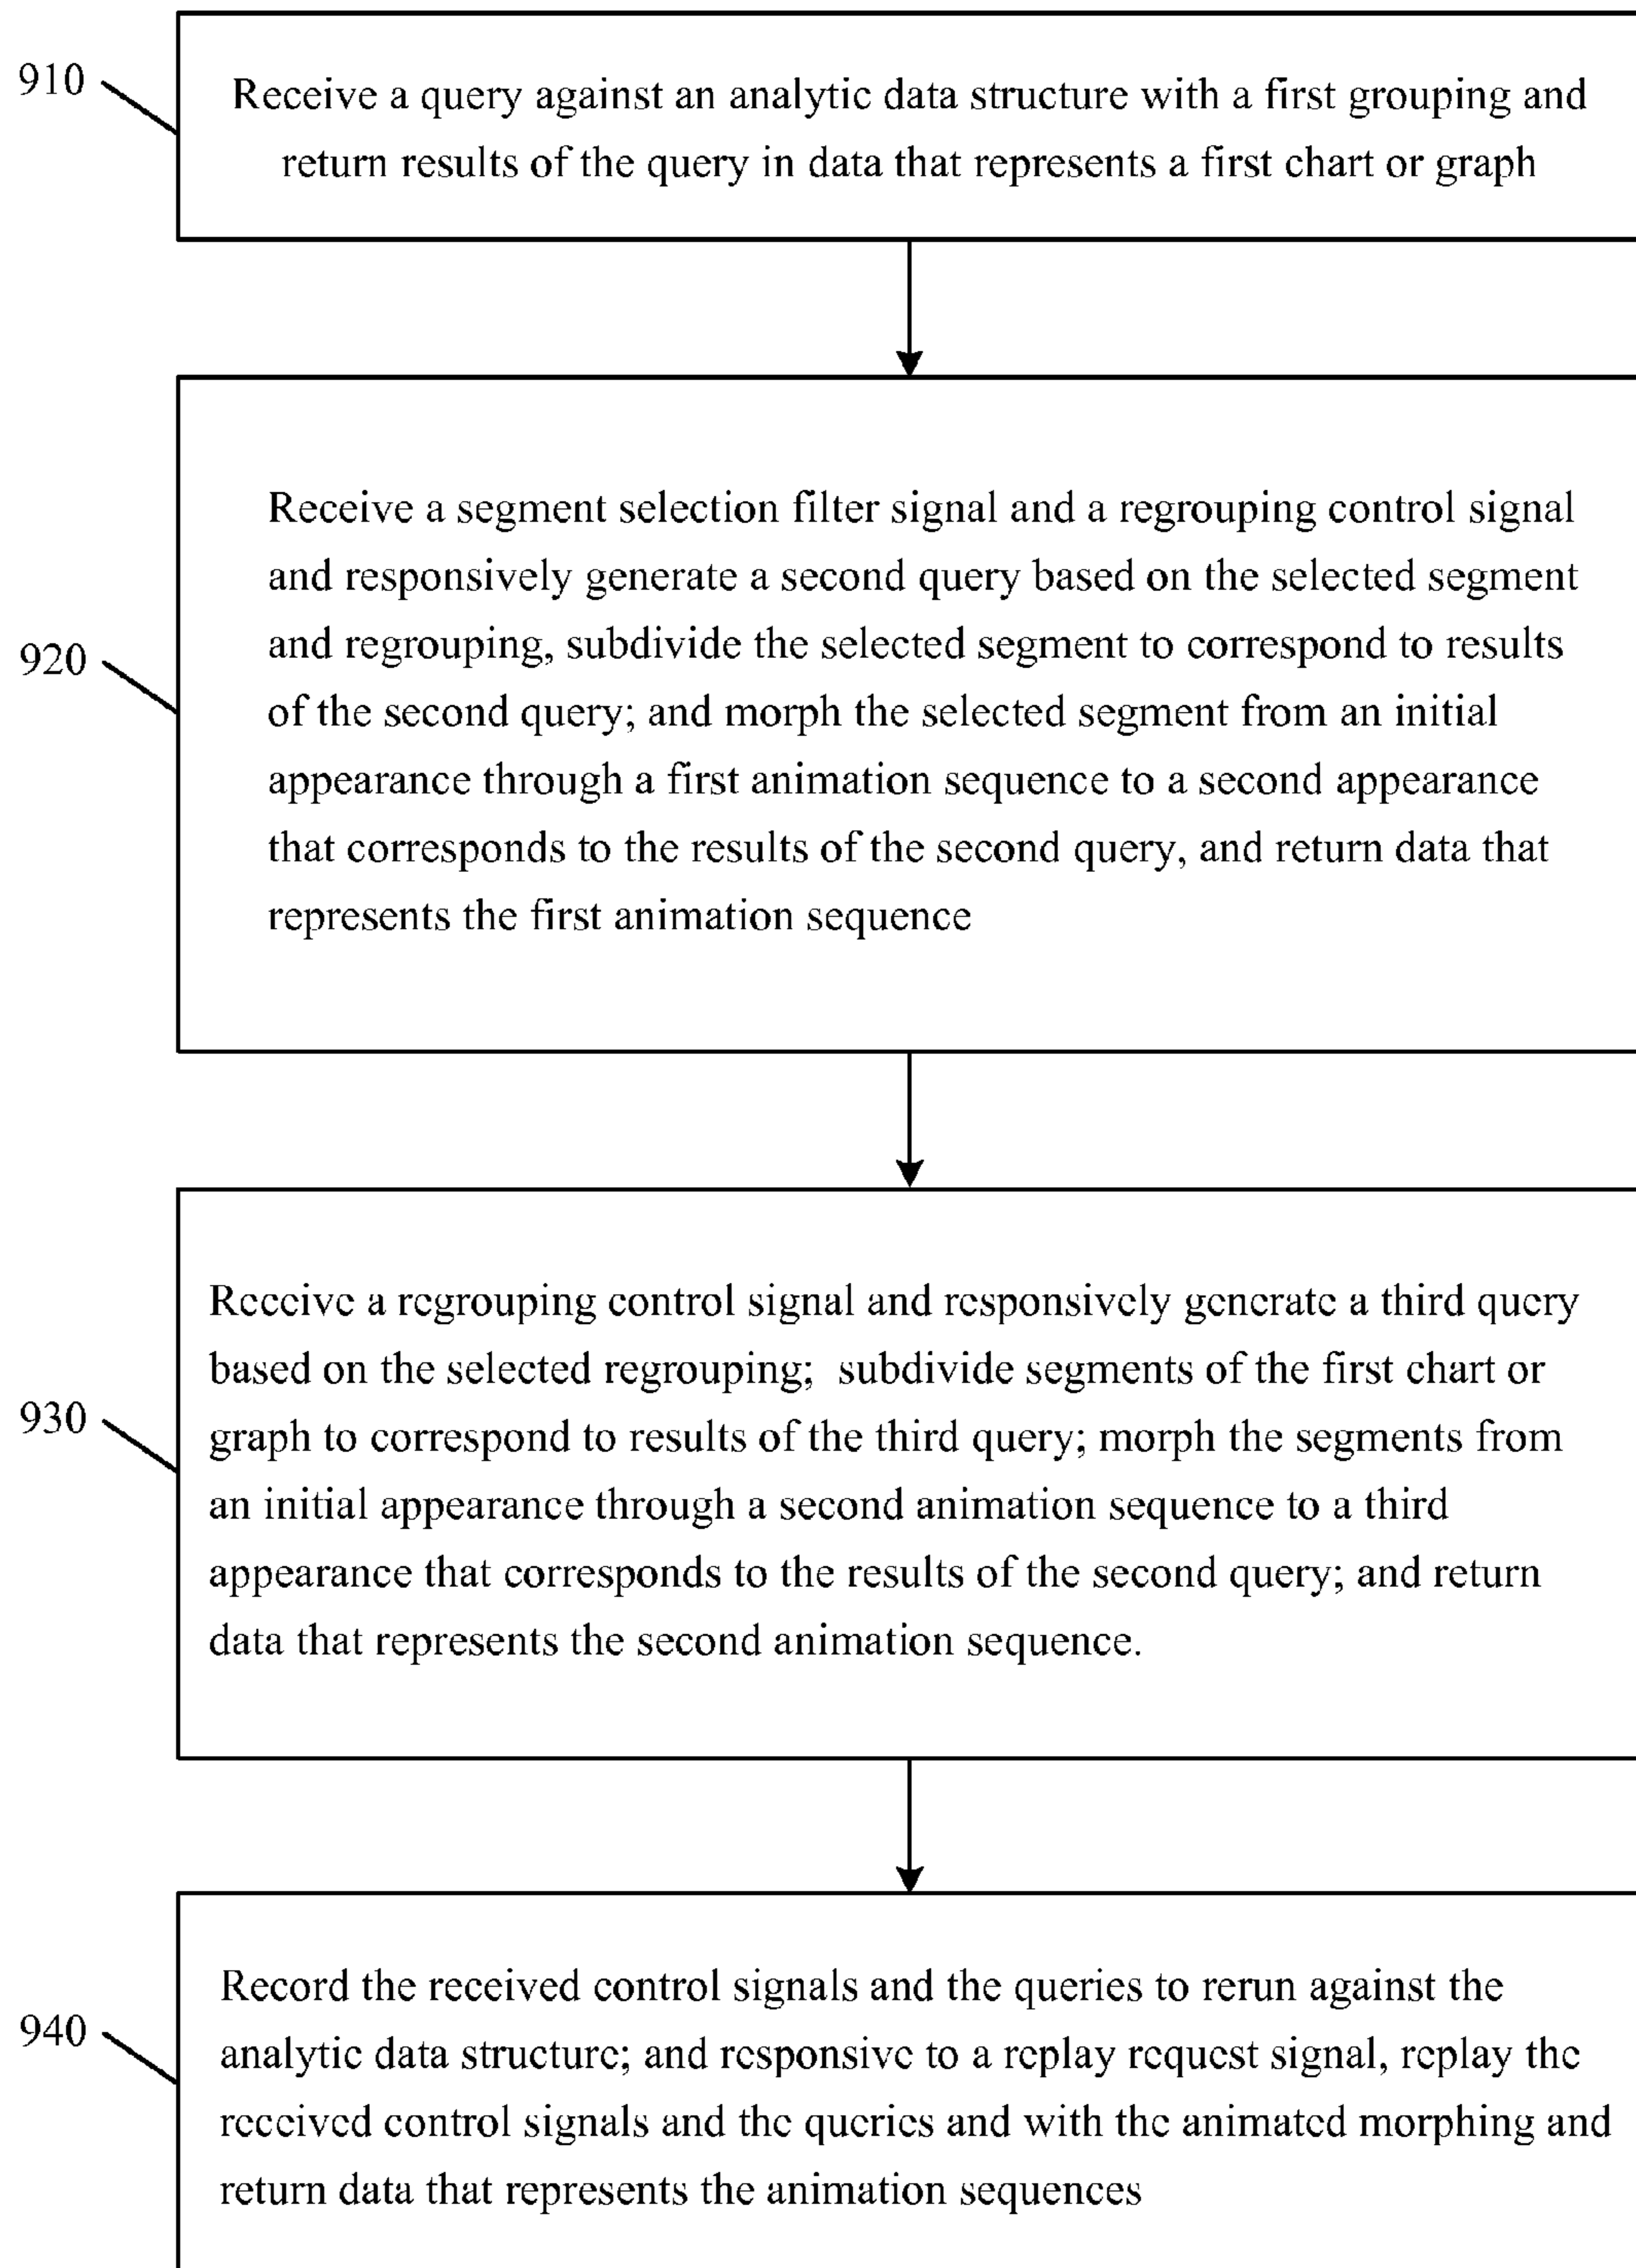 910
Receive a query against an analytic data structure with a first grouping and
return results of the query in data that represents a first chart or graph
920
Receive a segment selection filter signal and a regrouping control signal
and responsively generate a second query based on the selected segment
and regrouping, subdivide the selected segment to correspond to results
of the second query; and morph the selected segment from an initial
appearance through a first animation sequence to a second appearance
that corresponds to the results of the second query, and return data that
represents the first animation sequence
930
Receive a regrouping control signal and responsively generate a third query
based on the selected regrouping;  subdivide segments of the first chart or
graph to correspond to results of the third query; morph the segments from
an initial appearance through a second animation sequence to a third
appearance that corresponds to the results of the second query; and return
data that represents the second animation sequence.
940
Record the received control signals and the queries to rerun against the
analytic data structure; and responsive to a replay request signal, replay the
received control signals and the queries and with the animated morphing and
return data that represents the animation sequences